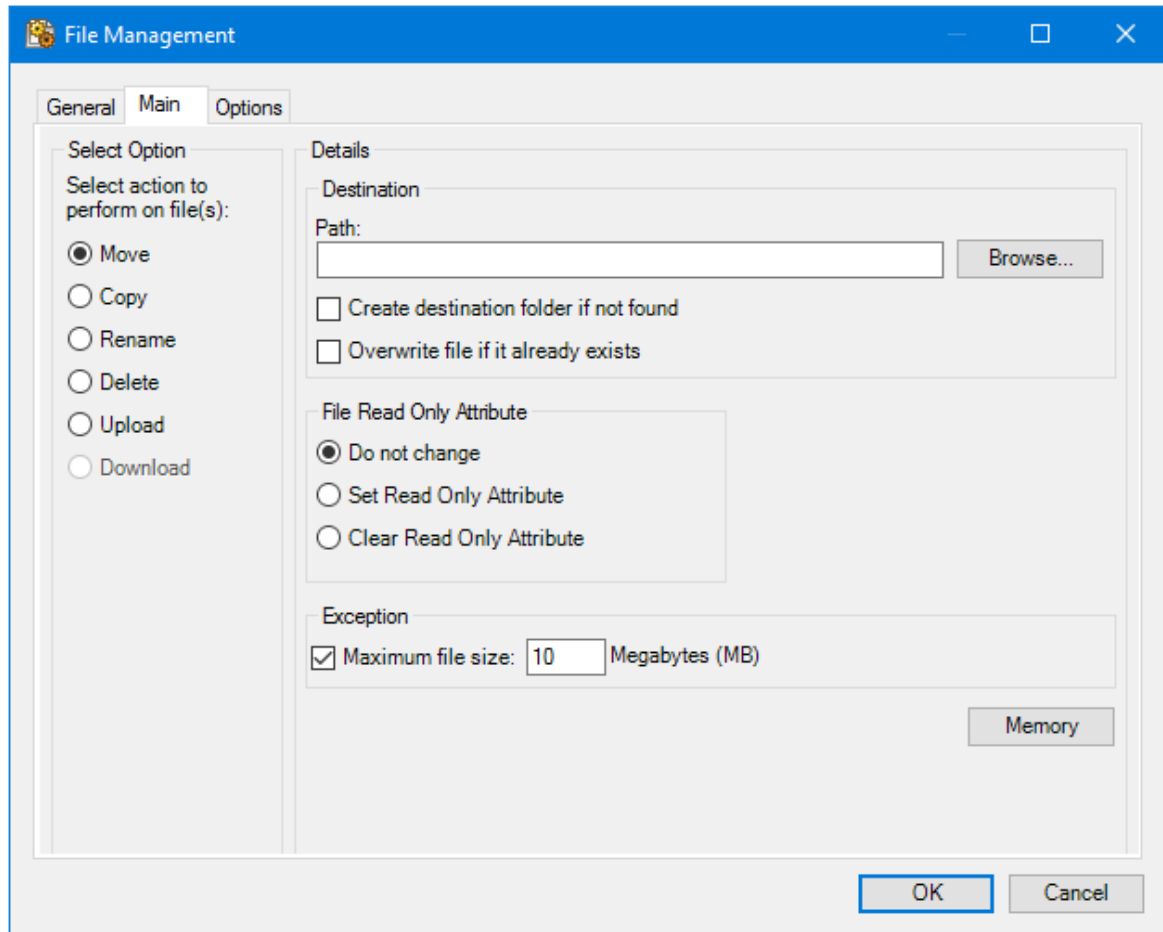 File Management
General
Main
Options
Select Option
Select action to
perform on file(s):
Move
Copy
Rename
Delete
Upload
Download
Details
Destination
Path:
Browse...
Create destination folder if not found
Overwrite file if it already exists
File Read Only Attribute
Do not change
Set Read Only Attribute
Clear Read Only Attribute
Exception
Maximum file size: 10 Megabytes (MB)
Memory
OK
Cancel